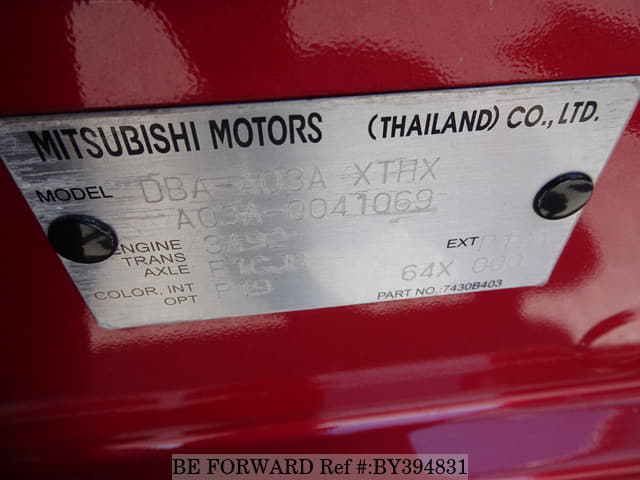 MITSUBISHI MOTORS (THAILAND) CO., LTD.
MODEL DBA-A03A XTHX
A03A-0041069
ENGINE 3A92 EXT
TRANS
AXLE 64X 000
COLOR, INT
OPT PART NO.:7430B403
BE FORWARD Ref #:BY394831